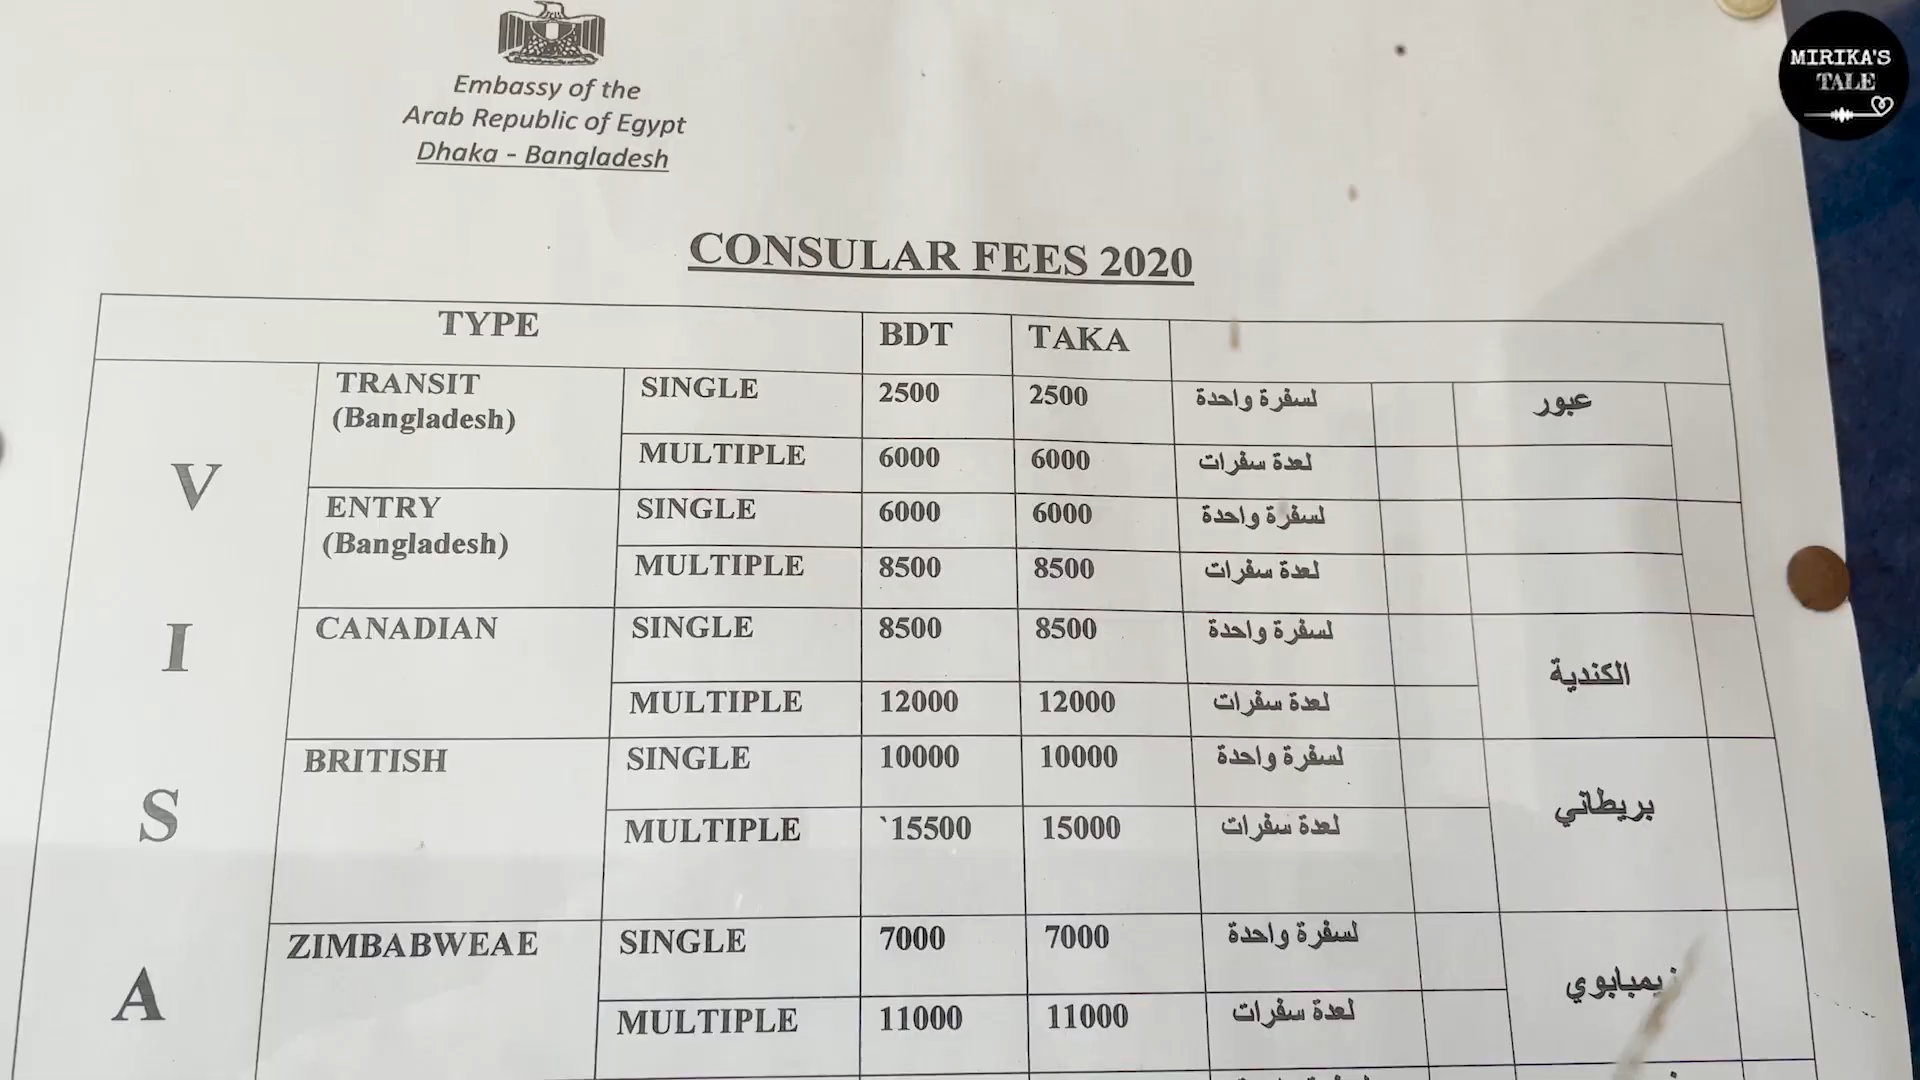 MIRIKA'S
TALE
Embassy of the
Arab Republic of Egypt
Dhaka - Bangladesh
CONSULAR FEES 2020
TYPE BDT TAKA
VISA
TRANSIT
(Bangladesh)
SINGLE 2500 2500 لسفرة واحدة عبور
MULTIPLE 6000 6000 لعدة سفرات
ENTRY
(Bangladesh)
SINGLE 6000 6000 لسفرة واحدة
MULTIPLE 8500 8500 لعدة سفرات
CANADIAN SINGLE 8500 8500 لسفرة واحدة الكندية
MULTIPLE 12000 12000 لعدة سفرات
BRITISH SINGLE 10000 10000 لسفرة واحدة بريطاني
MULTIPLE `15500 15000 لعدة سفرات
ZIMBABWEAE SINGLE 7000 7000 لسفرة واحدة زيمبابوي
MULTIPLE 11000 11000 لعدة سفرات